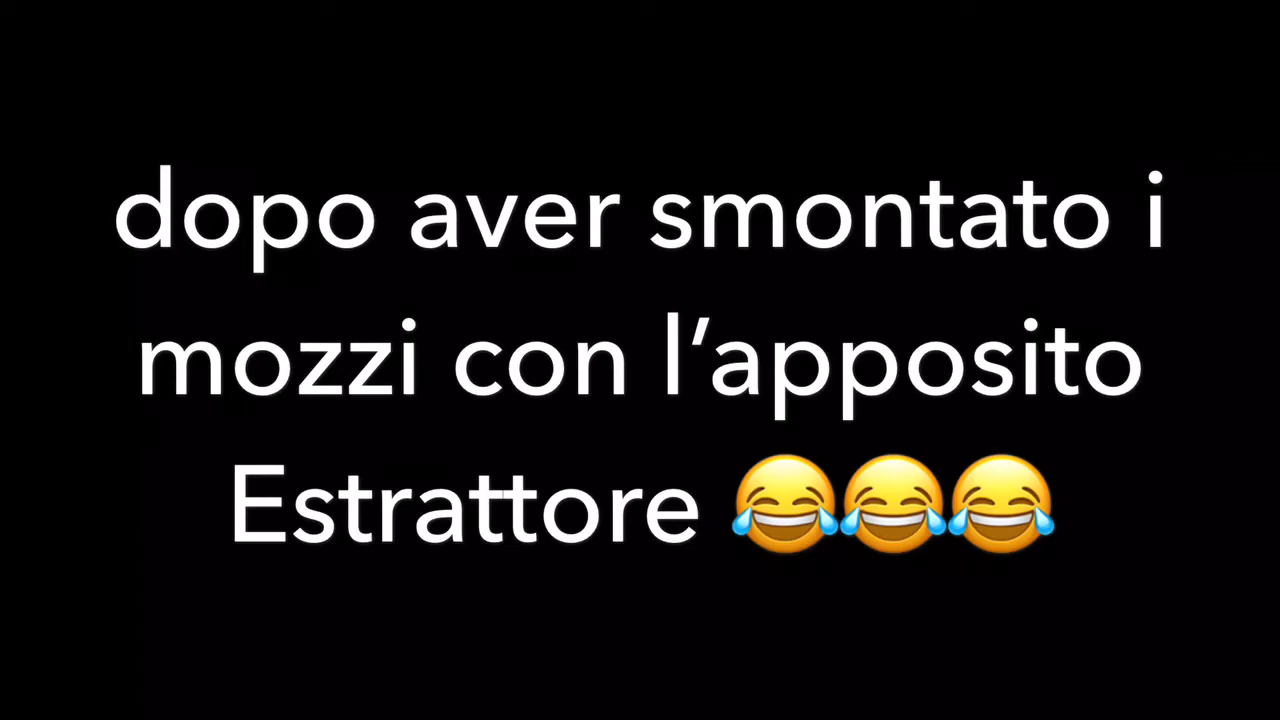 dopo aver smontato i
mozzi con l’apposito
Estrattore 😂😂😂